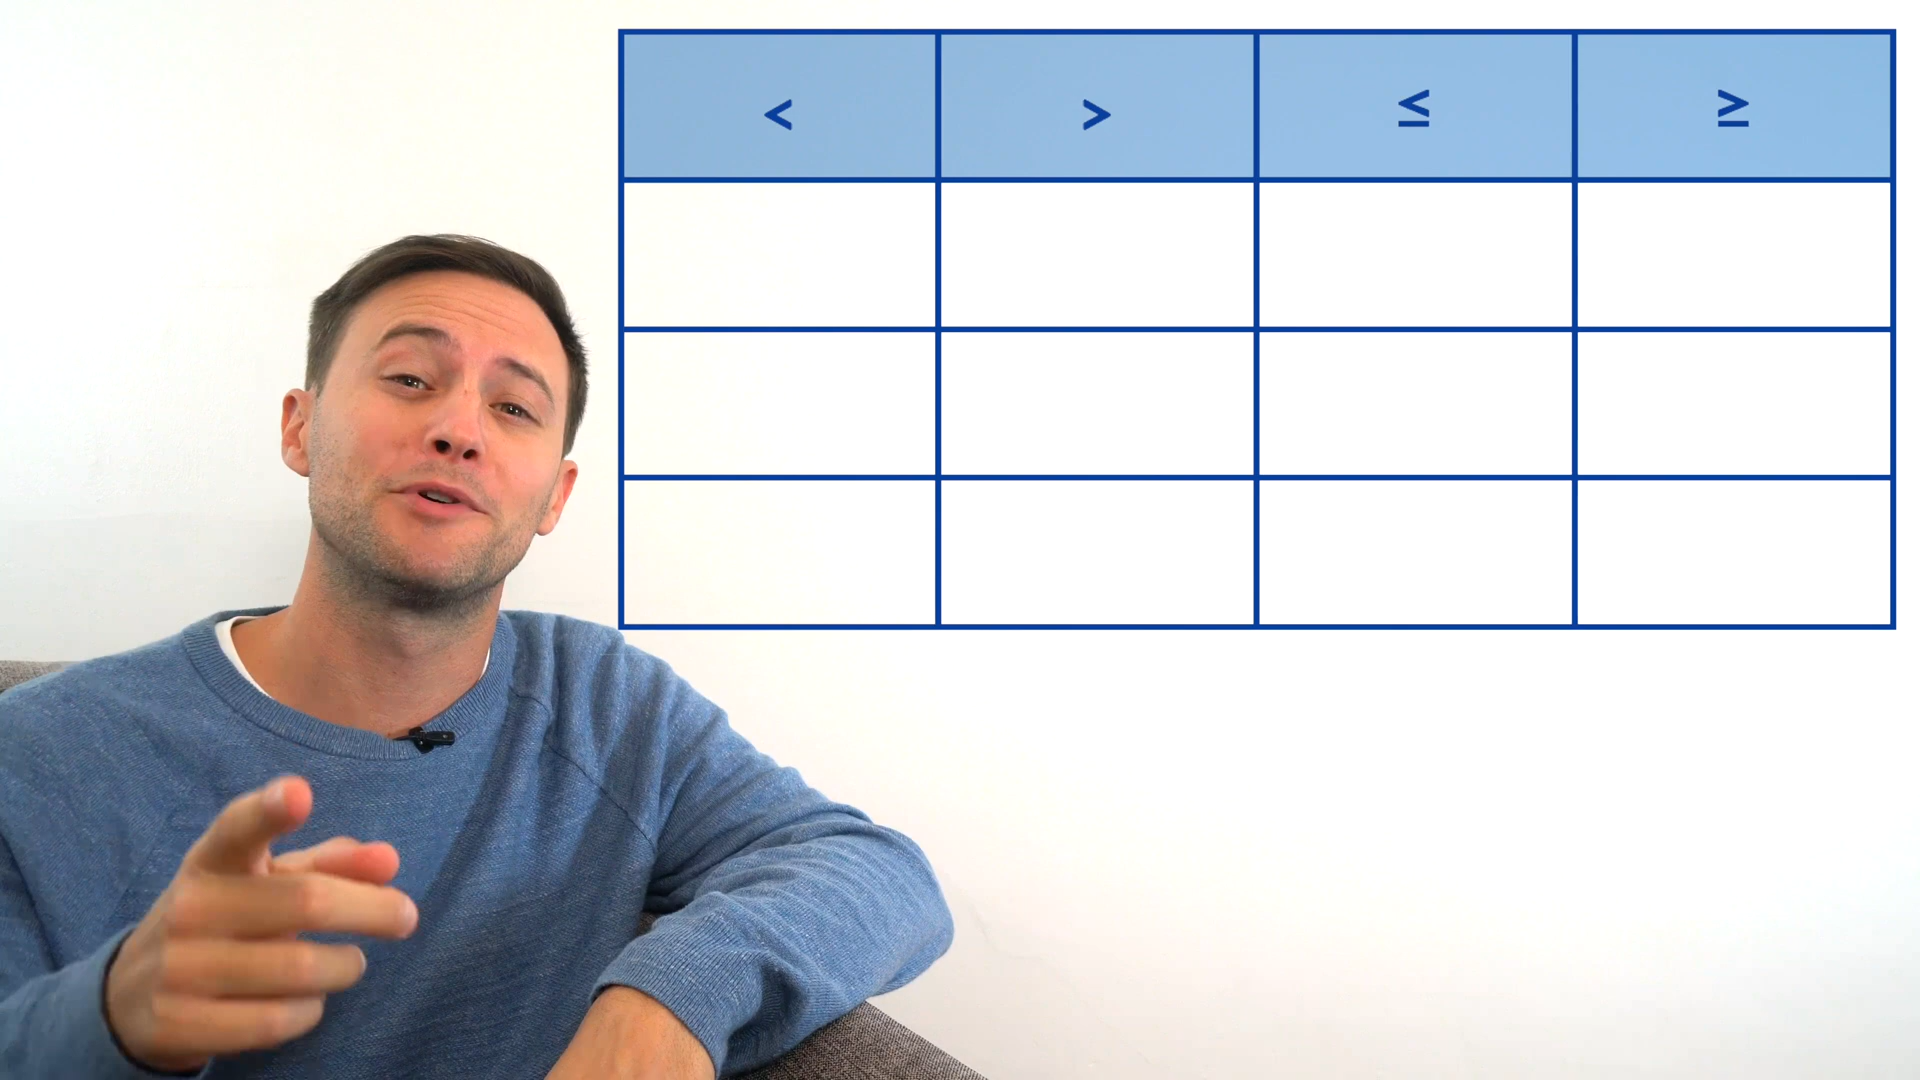 < > ≤ ≥